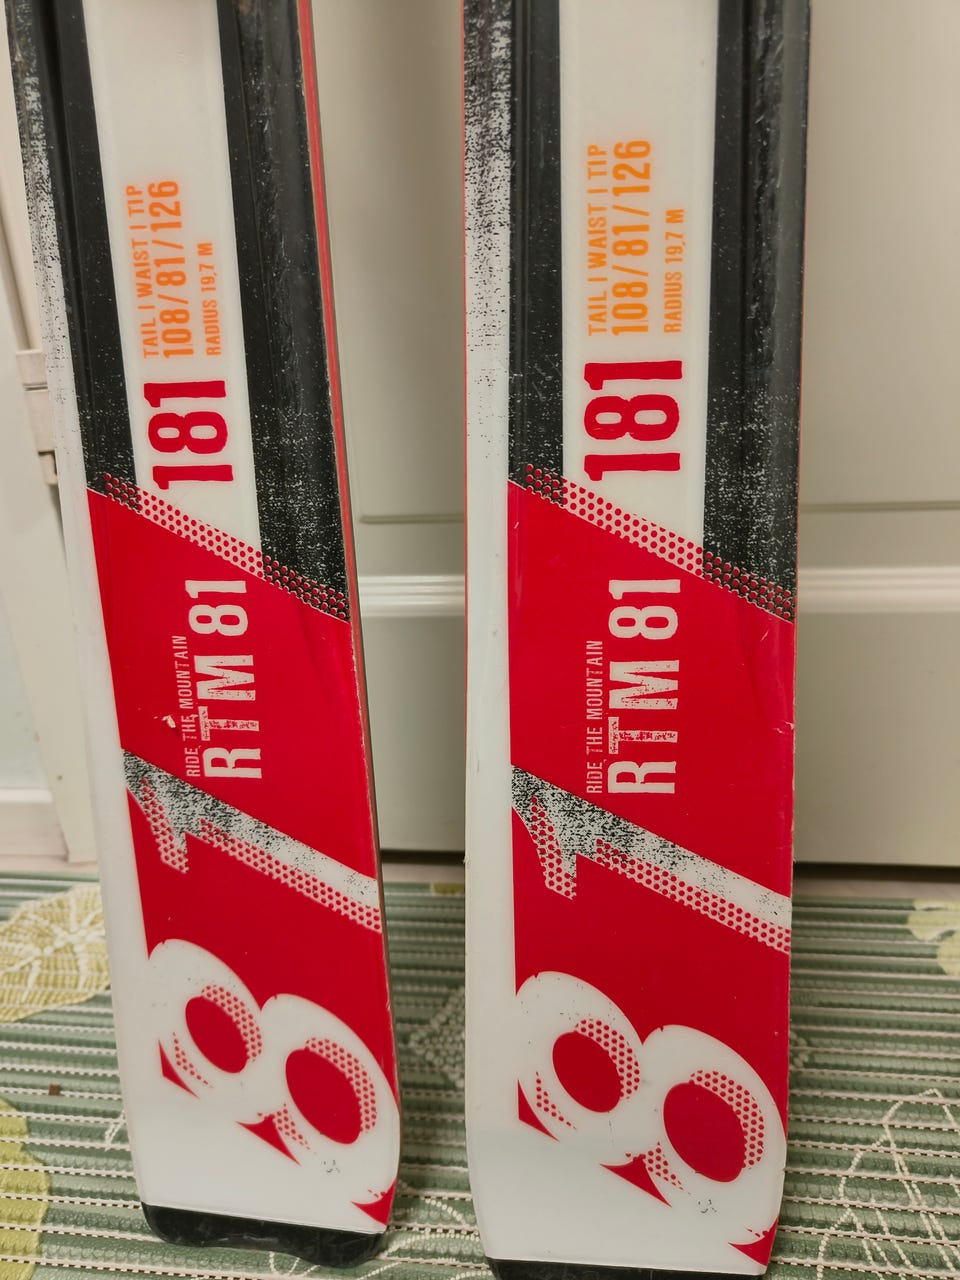 TAIL | WAIST | TIP
108/81/126
RADIUS 19,7 M
181
RIDE THE MOUNTAIN
RTM 81
81
TAIL | WAIST | TIP
108/81/126
RADIUS 19,7 M
181
RIDE THE MOUNTAIN
RTM 81
81